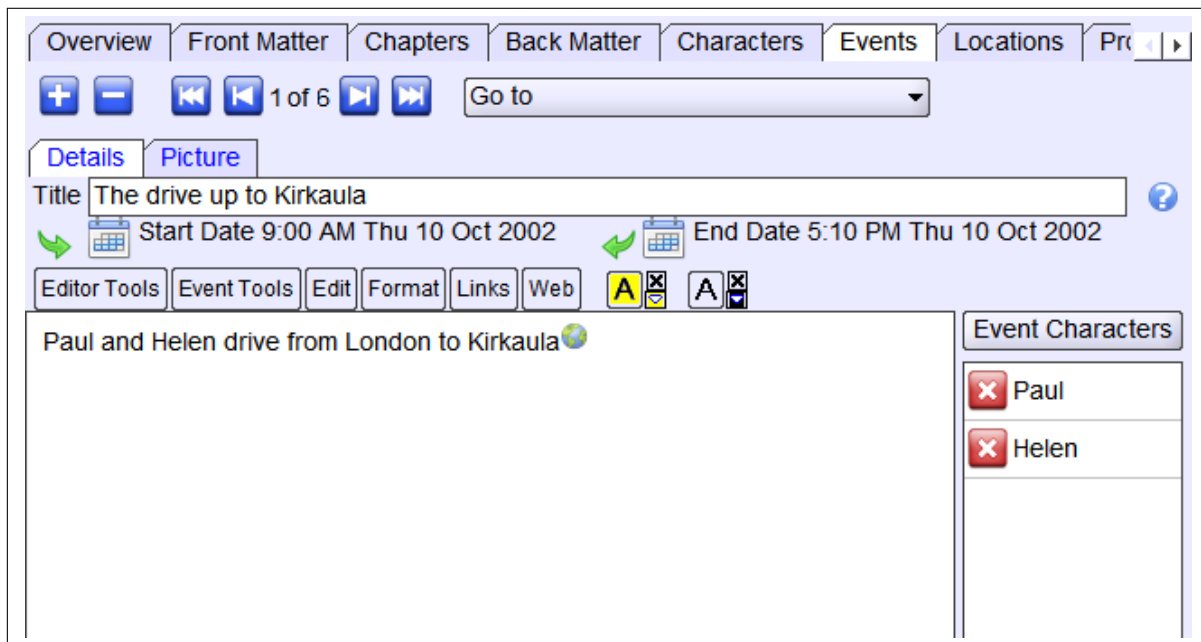 Overview Front Matter Chapters Back Matter Characters Events Locations
1 of 6 Go to
Details Picture
Title The drive up to Kirkaula
Start Date 9:00 AM Thu 10 Oct 2002 End Date 5:10 PM Thu 10 Oct 2002
Editor Tools Event Tools Edit Format Links Web A A
Paul and Helen drive from London to Kirkaula
Event Characters
Paul
Helen